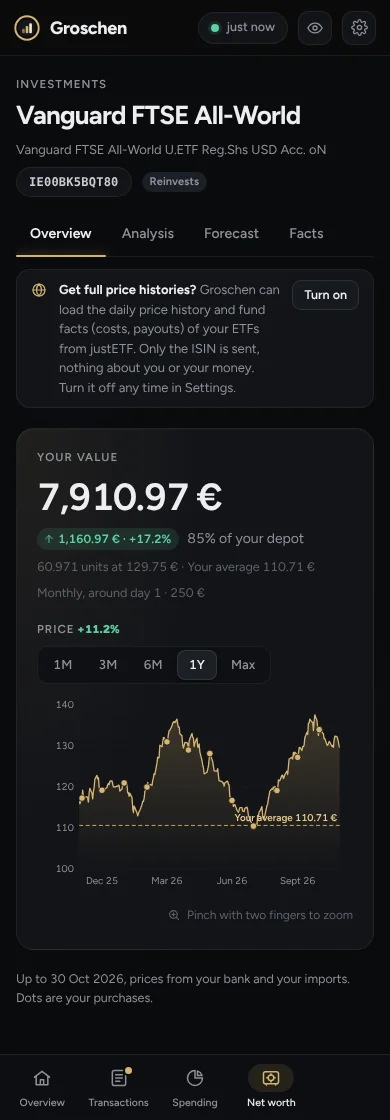 Groschen
just now
INVESTMENTS
Vanguard FTSE All-World
Vanguard FTSE All-World U.ETF Reg.Shs USD Acc. oN
IE00BK5BQT80
Reinvests
Overview
Analysis
Forecast
Facts
Get full price histories? Groschen can
load the daily price history and fund
facts (costs, payouts) of your ETFs
from justETF. Only the ISIN is sent,
nothing about you or your money.
Turn it off any time in Settings.
Turn on
YOUR VALUE
7,910.97 €
↑ 1,160.97 € · +17.2%
85% of your depot
60.971 units at 129.75 € · Your average 110.71 €
Monthly, around day 1 · 250 €
PRICE +11.2%
1M
3M
6M
1Y
Max
140
130
120
110
100
Your average 110.71 €
Dec 25
Mar 26
Jun 26
Sept 26
Pinch with two fingers to zoom
Up to 30 Oct 2026, prices from your bank and your imports.
Dots are your purchases.
Overview
Transactions
Spending
Net worth